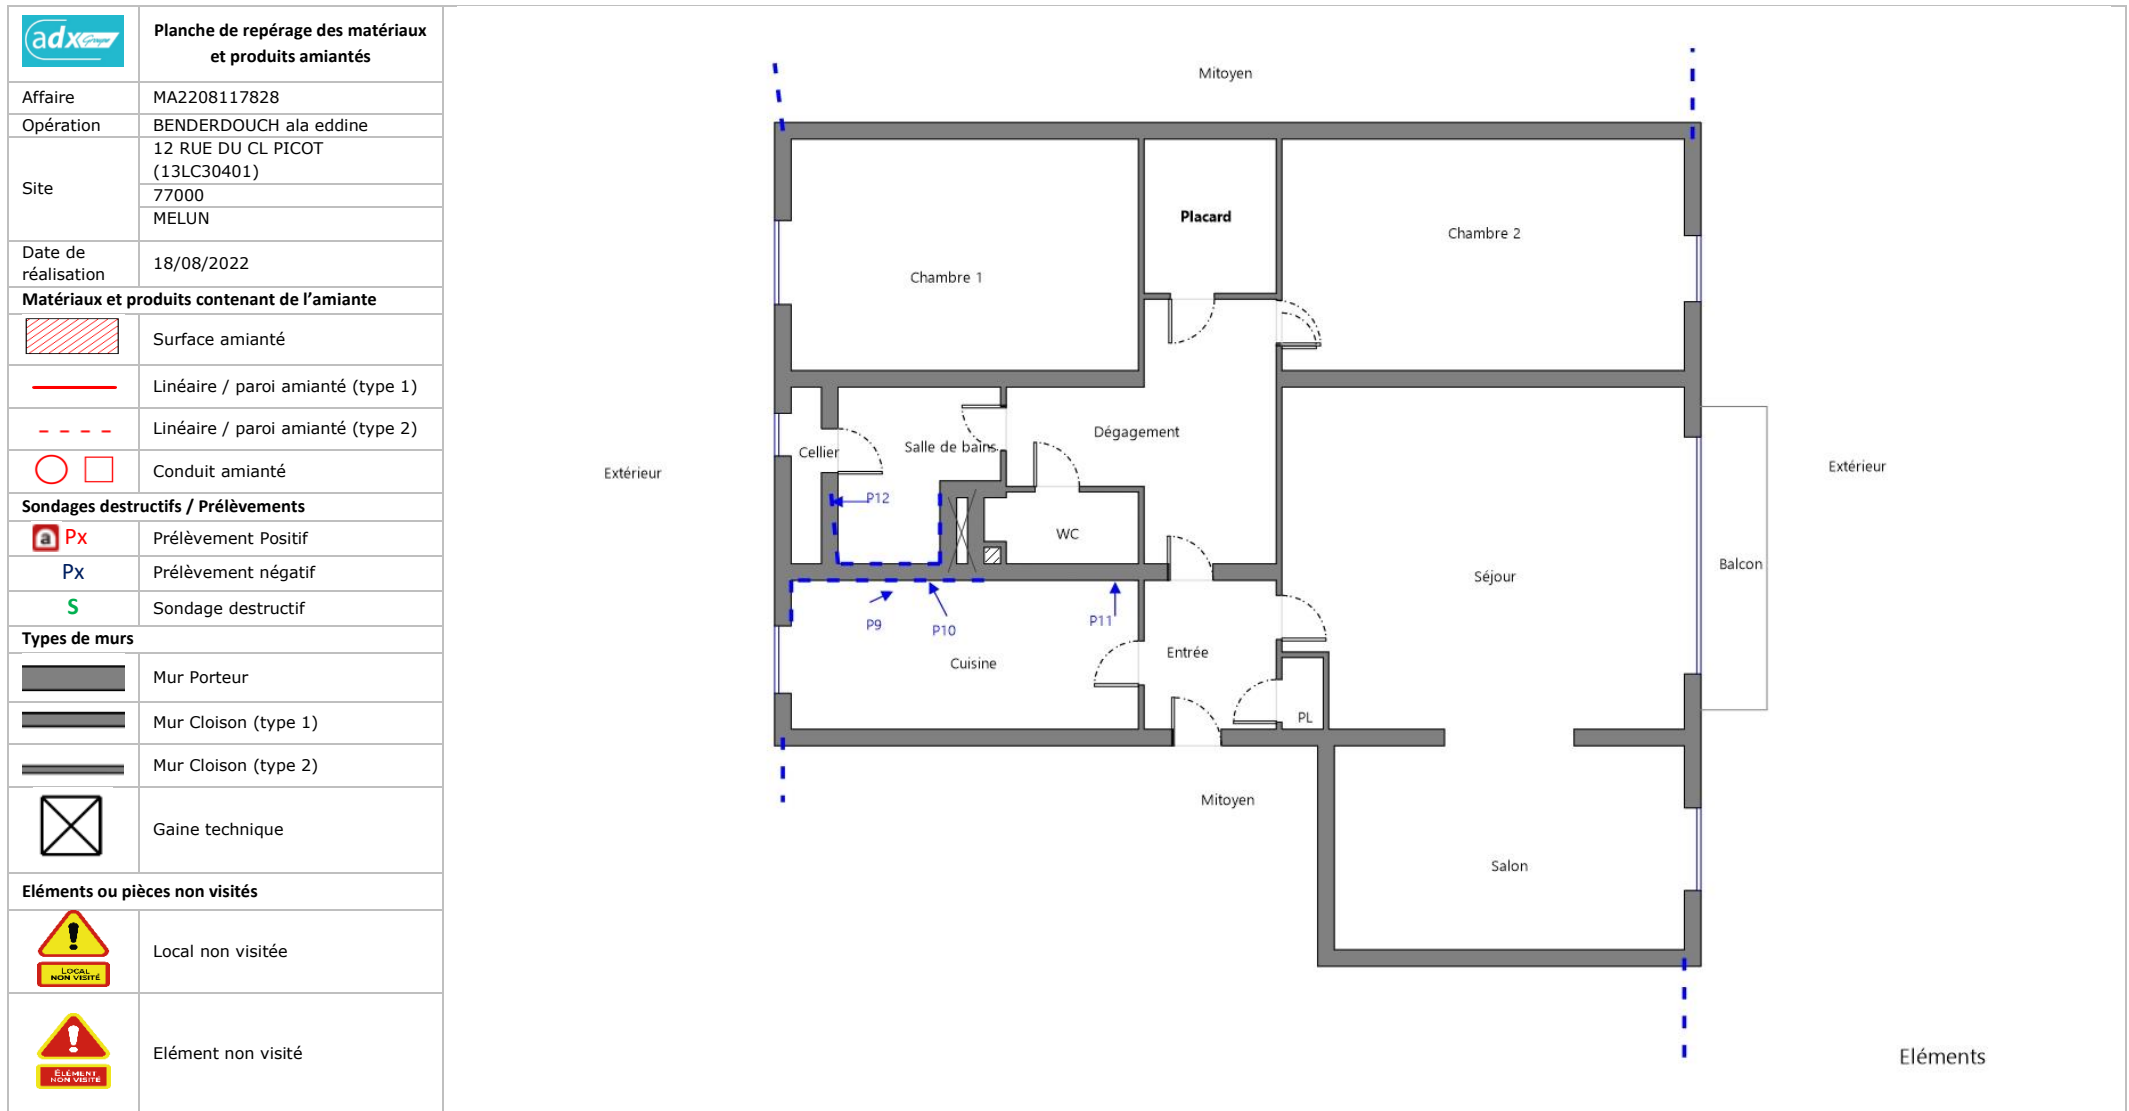 adx Groupe
Planche de repérage des matériaux
et produits amiantés
Affaire
MA2208117828
Opération
BENDERDOUCH ala eddine
Site
12 RUE DU CL PICOT
(13LC30401)
77000
MELUN
Date de
réalisation
18/08/2022
Matériaux et produits contenant de l’amiante
Surface amianté
Linéaire / paroi amianté (type 1)
Linéaire / paroi amianté (type 2)
Conduit amianté
Sondages destructifs / Prélèvements
a Px
Prélèvement Positif
Px
Prélèvement négatif
S
Sondage destructif
Types de murs
Mur Porteur
Mur Cloison (type 1)
Mur Cloison (type 2)
Gaine technique
Eléments ou pièces non visités
LOCAL
NON VISITÉ
Local non visitée
ÉLÉMENT
NON VISITÉ
Elément non visité
Mitoyen
Placard
Chambre 2
Chambre 1
Dégagement
Salle de bains
Cellier
Extérieur
Extérieur
P12
WC
Balcon
Séjour
P9
P10
P11
Entrée
Cuisine
PL
Mitoyen
Salon
Eléments